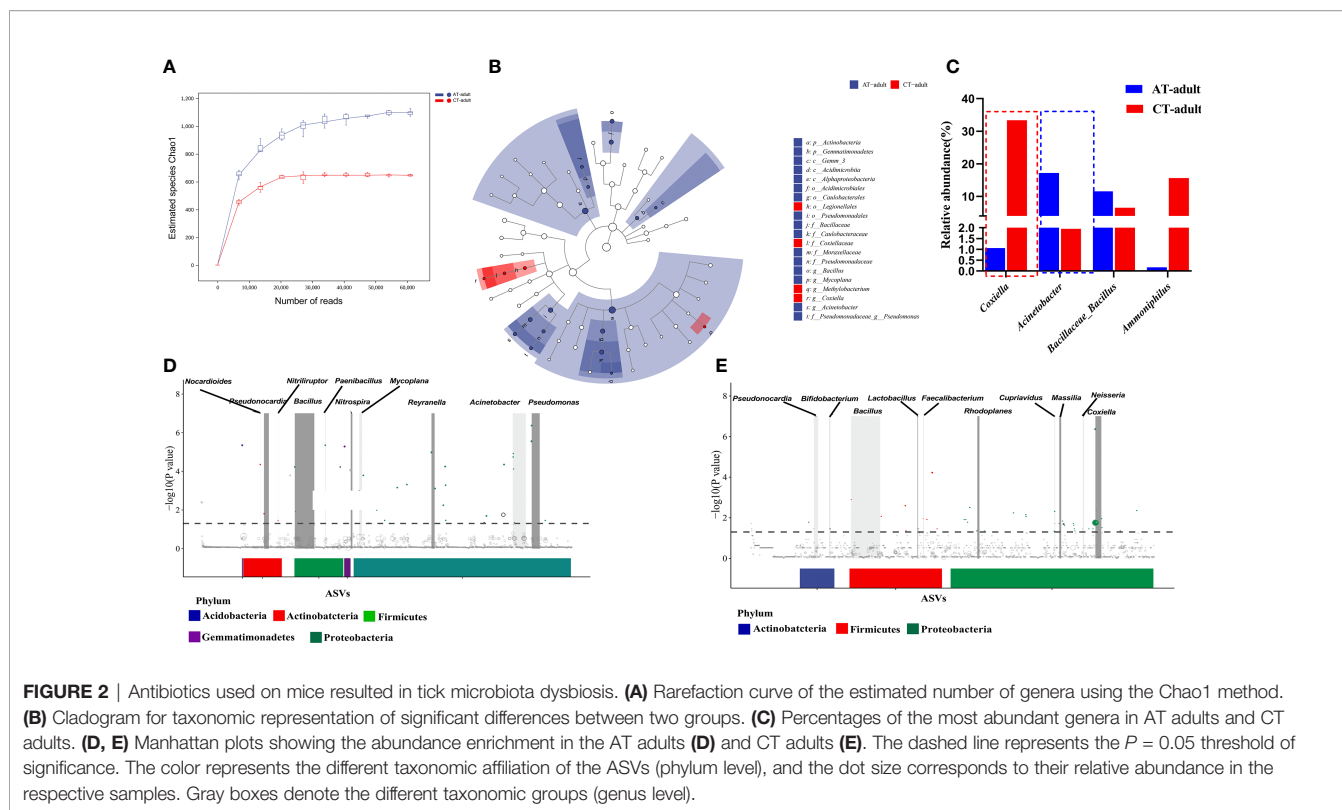 A
AT-adult
CT-adult
Estimated species Chao1
1,200
1,000
800
600
400
200
0
0
10,000
20,000
30,000
40,000
50,000
60,000
Number of reads
B
AT-adult
CT-adult
a: p__Actinobacteria
b: p__Gemmatimonadetes
c: c__Gemm_3
d: c__Acidimicrobiia
e: c__Alphaproteobacteria
f: o__Acidimicrobiales
g: o__Caulobacterales
h: o__Legionellales
i: o__Pseudomonadales
j: f__Bacillaceae
k: f__Caulobacteraceae
l: f__Coxiellaceae
m: f__Moraxellaceae
n: f__Pseudomonadaceae
o: g__Bacillus
p: g__Mycoplana
q: g__Methylobacterium
r: g__Coxiella
s: g__Acinetobacter
t: f__Pseudomonadaceae_g__Pseudomonas
C
AT-adult
CT-adult
Relative abundance(%)
40
30
20
10
2.0
1.5
1.0
0.5
0.0
Coxiella
Acinetobacter
Bacillaceae_Bacillus
Ammoniphilus
D
Nocardioides
Pseudonocardia
Nitriliruptor
Bacillus
Paenibacillus
Nitrospira
Mycoplana
Reyranella
Acinetobacter
Pseudomonas
−log10(P value)
8
6
4
2
0
ASVs
Phylum
Acidobacteria
Actinobacteria
Firmicutes
Gemmatimonadetes
Proteobacteria
E
Pseudonocardia
Bifidobacterium
Bacillus
Lactobacillus
Faecalibacterium
Rhodoplanes
Cupriavidus
Massilia
Neisseria
Coxiella
−log10(P value)
8
6
4
2
0
ASVs
Phylum
Actinobatcteria
Firmicutes
Proteobacteria
FIGURE 2 | Antibiotics used on mice resulted in tick microbiota dysbiosis. (A) Rarefaction curve of the estimated number of genera using the Chao1 method.
(B) Cladogram for taxonomic representation of significant differences between two groups. (C) Percentages of the most abundant genera in AT adults and CT
adults. (D, E) Manhattan plots showing the abundance enrichment in the AT adults (D) and CT adults (E). The dashed line represents the P = 0.05 threshold of
significance. The color represents the different taxonomic affiliation of the ASVs (phylum level), and the dot size corresponds to their relative abundance in the
respective samples. Gray boxes denote the different taxonomic groups (genus level).